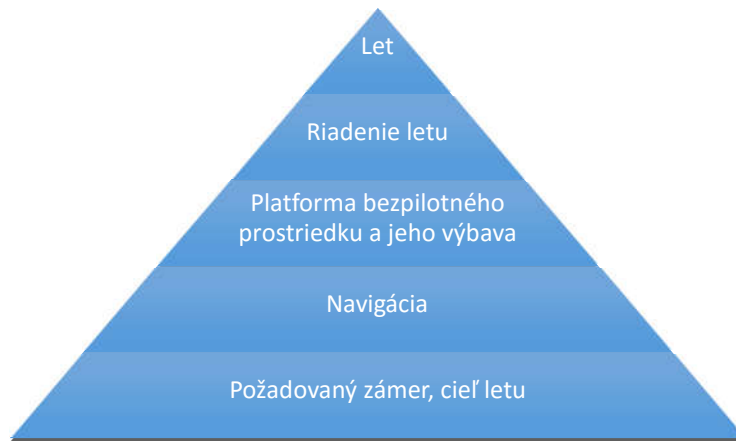 Let
Riadenie letu
Platforma bezpilotného
prostriedku a jeho výbava
Navigácia
Požadovaný zámer, cieľ letu